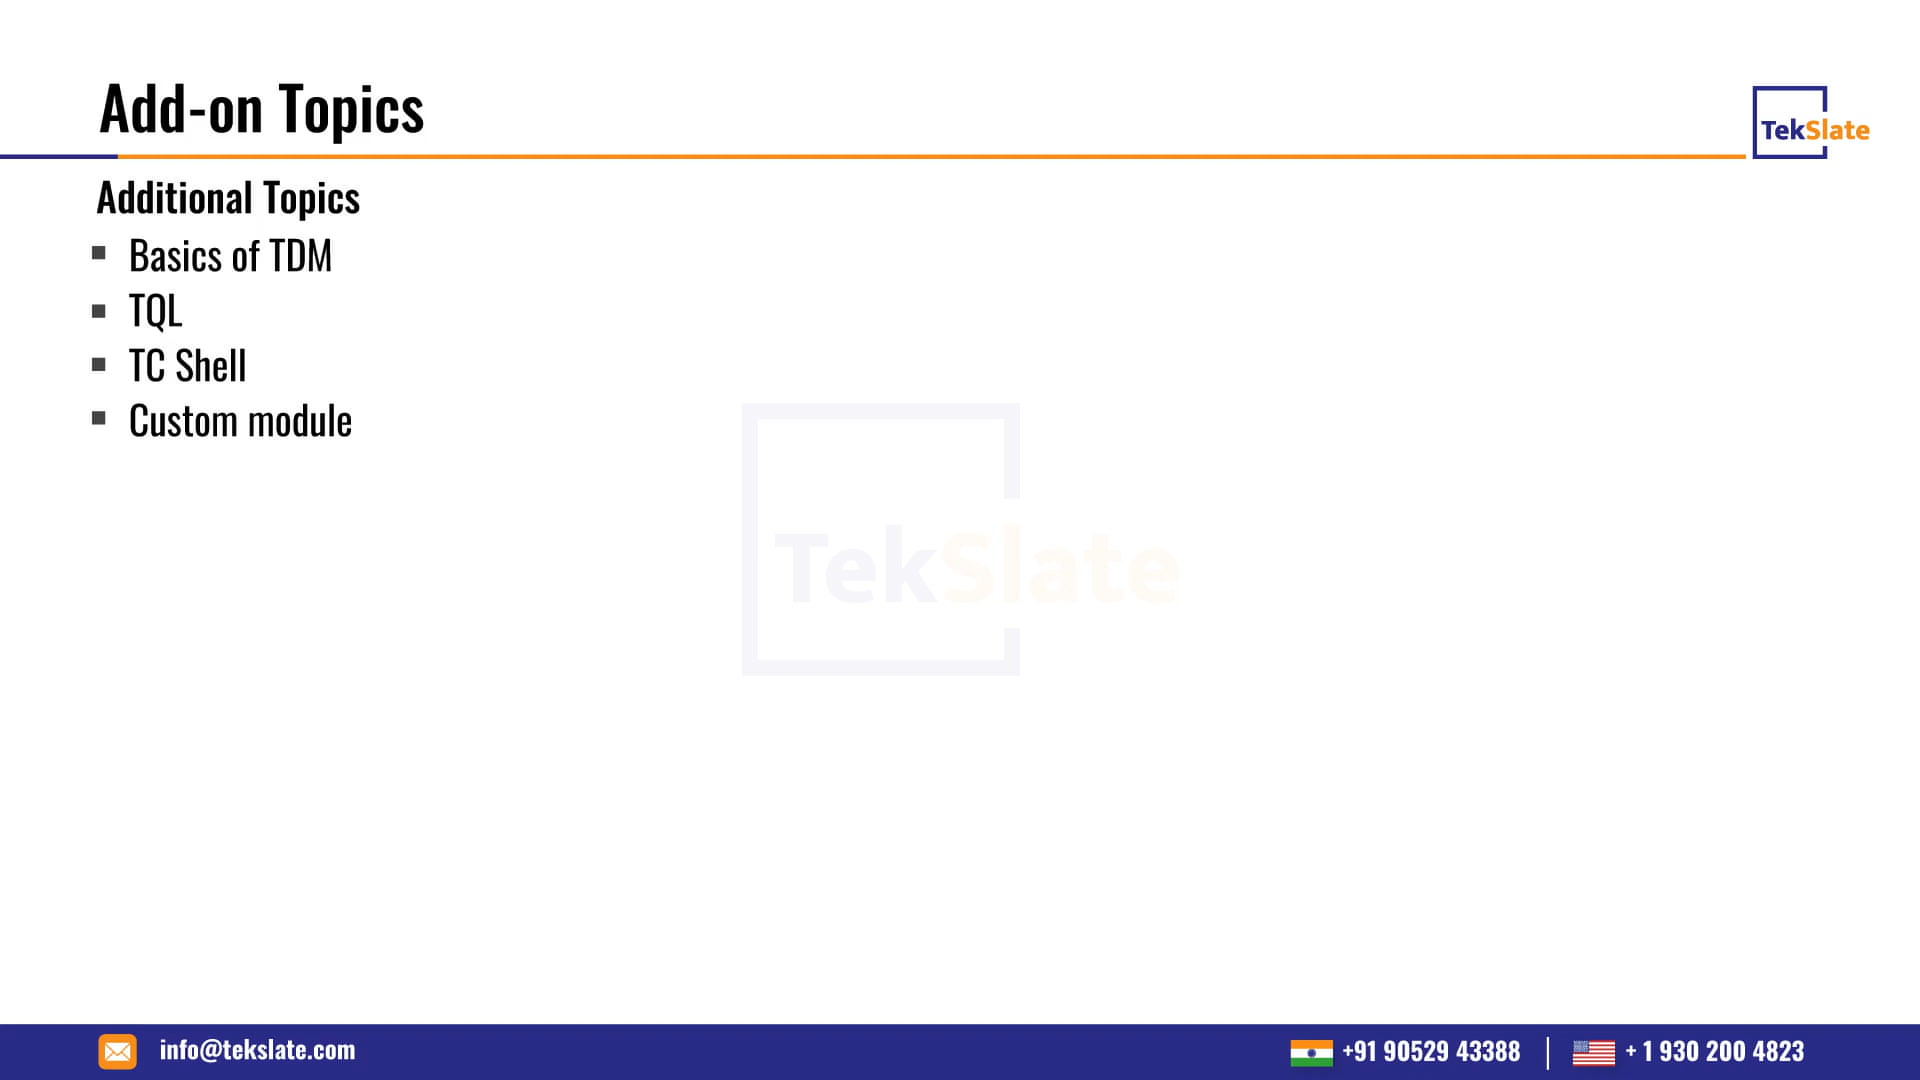 Add-on Topics
TekSlate
Additional Topics
▪ Basics of TDM
▪ TQL
▪ TC Shell
▪ Custom module
TekSlate
info@tekslate.com
+91 90529 43388 | + 1 930 200 4823